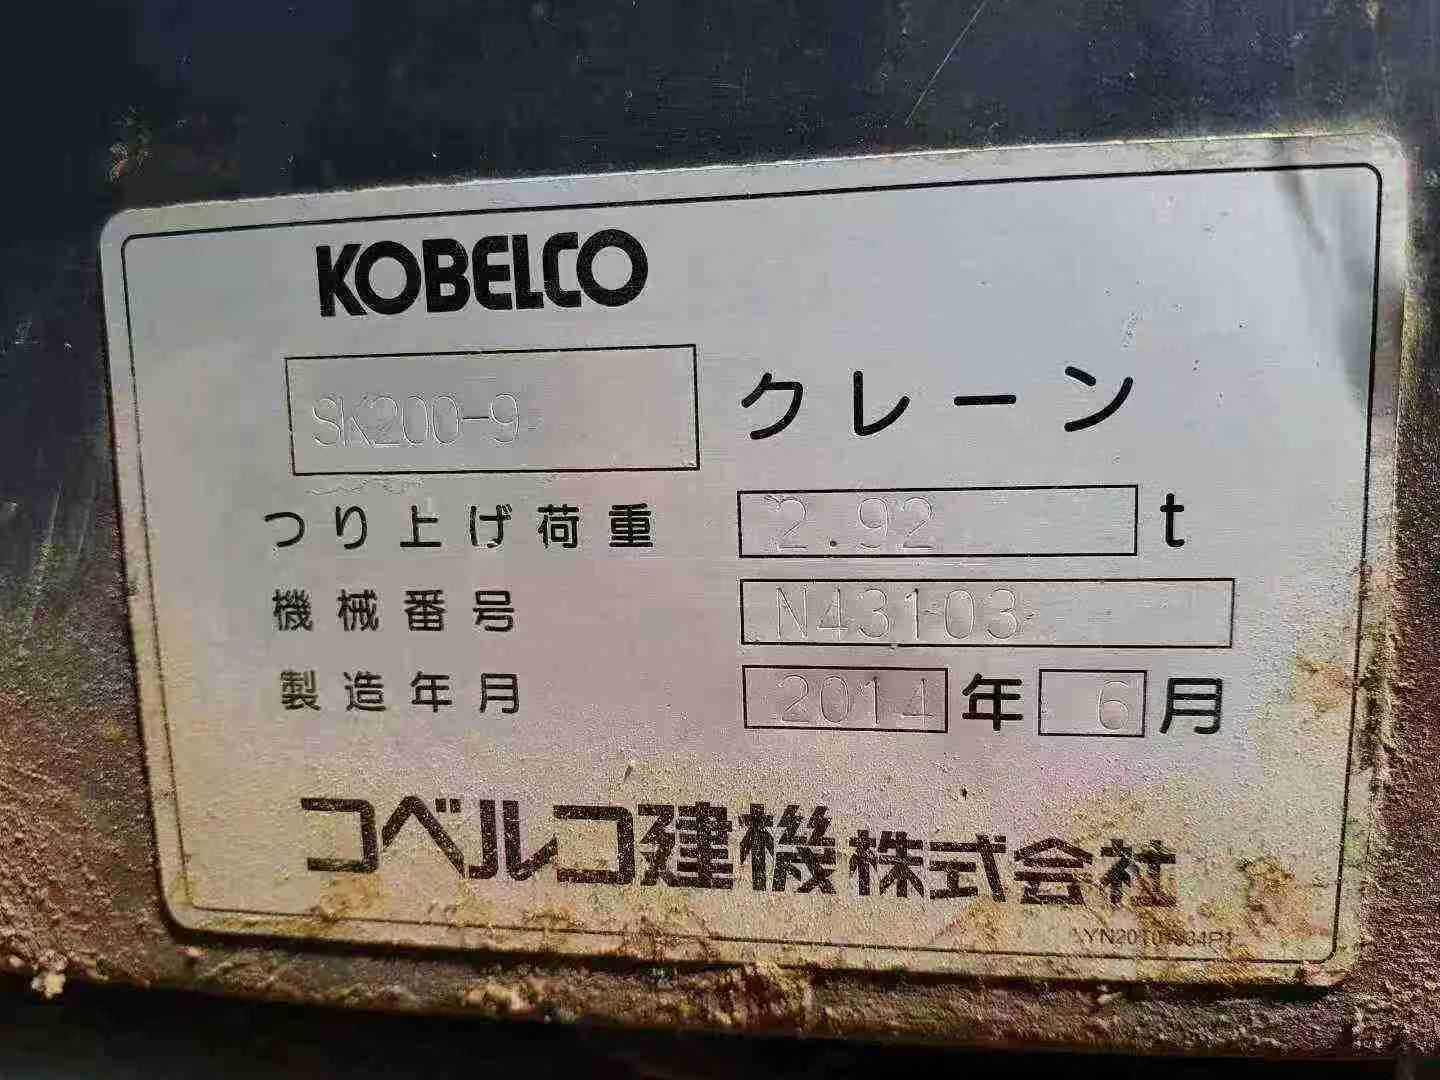 KOBELCO
SK200-9 クレーン
つり上げ荷重 2.92 t
機械番号 N43103
製造年月 2014 年 6 月
コベルコ建機株式会社